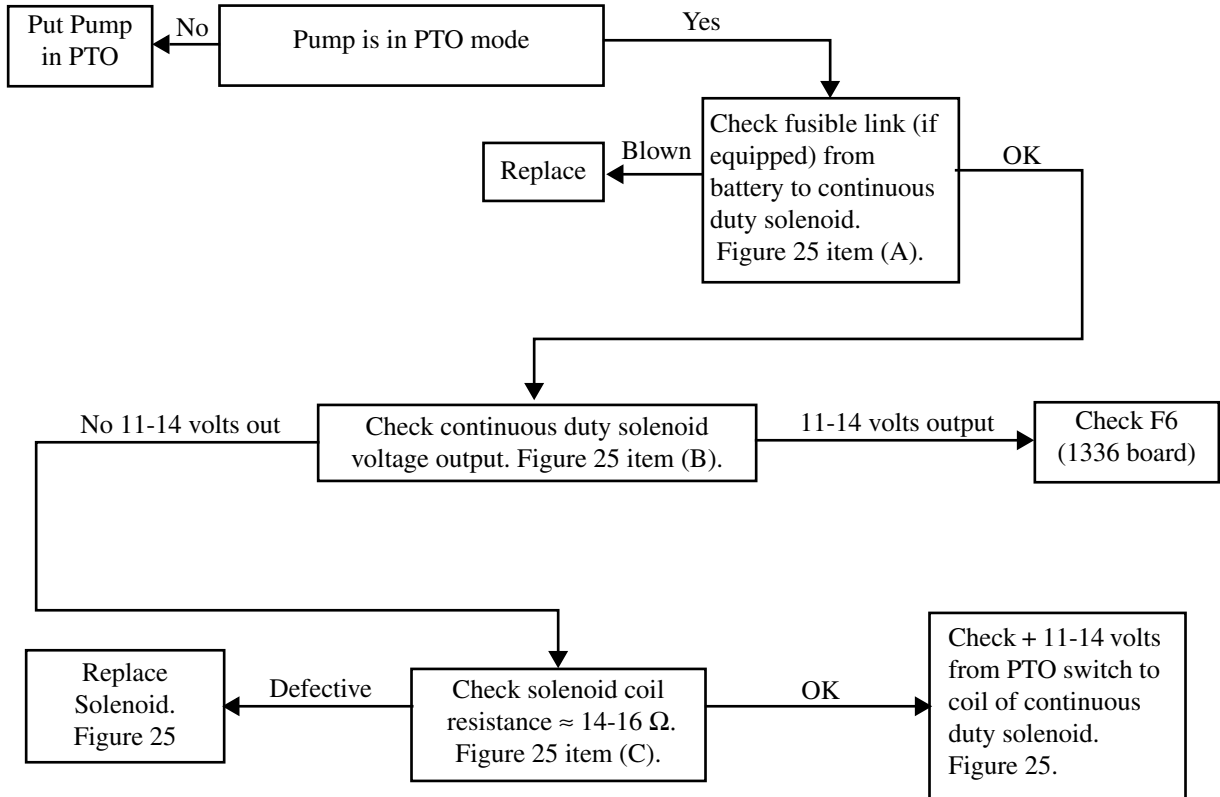 Put Pump
in PTO
No
Pump is in PTO mode
Yes
Check fusible link (if
equipped) from
battery to continuous
duty solenoid.
Figure 25 item (A).
Blown
Replace
OK
No 11-14 volts out
Check continuous duty solenoid
voltage output. Figure 25 item (B).
11-14 volts output
Check F6
(1336 board)
Replace
Solenoid.
Figure 25
Defective
Check solenoid coil
resistance ≈ 14-16 Ω.
Figure 25 item (C).
OK
Check + 11-14 volts
from PTO switch to
coil of continuous
duty solenoid.
Figure 25.